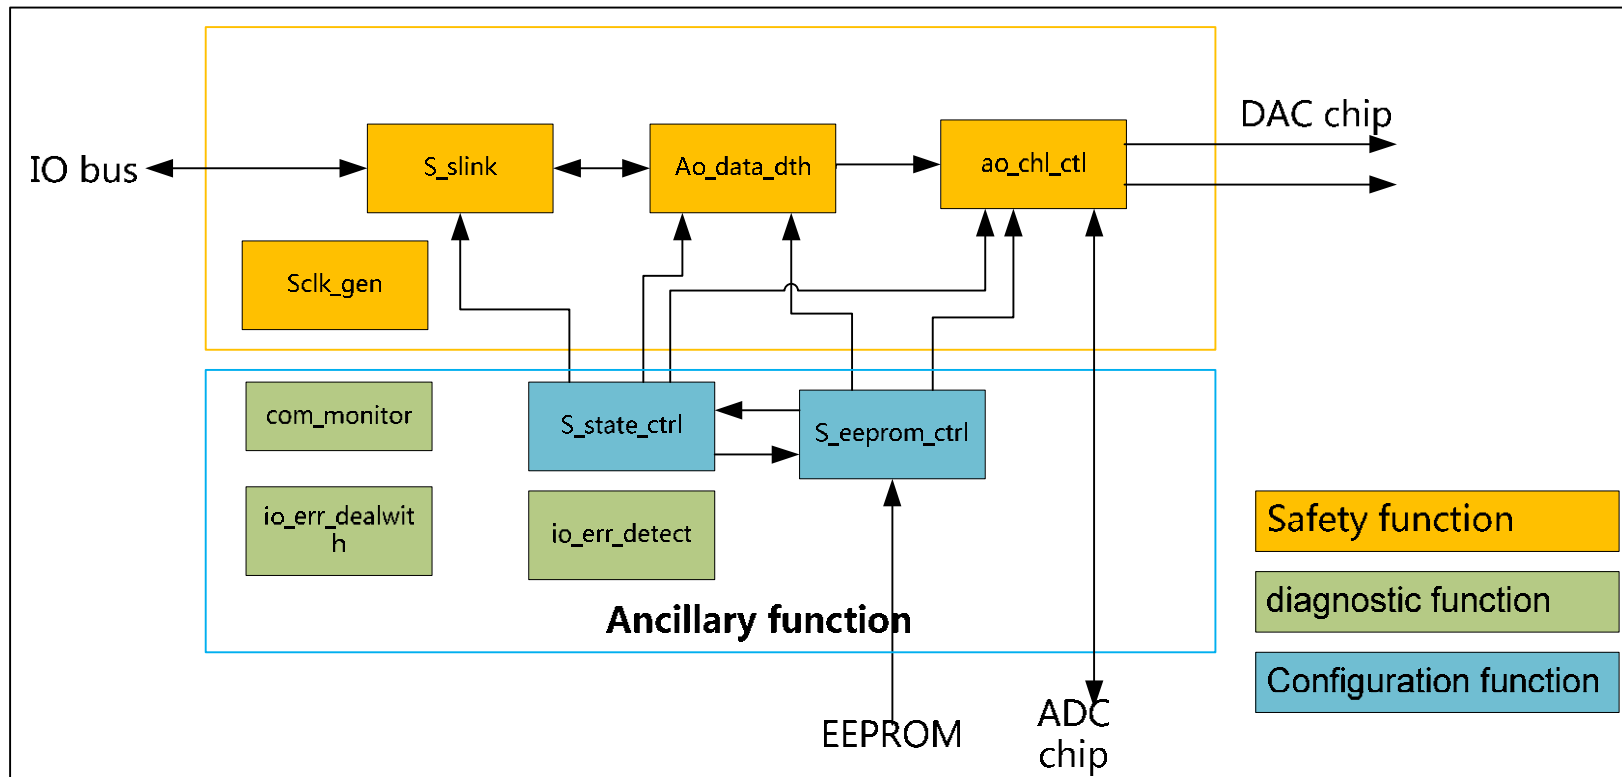 DAC chip
IO bus
S_slink
Ao_data_dth
ao_chl_ctl
Sclk_gen
com_monitor
S_state_ctrl
S_eeprom_ctrl
io_err_dealwit
h
io_err_detect
Ancillary function
Safety function
diagnostic function
Configuration function
EEPROM
ADC
chip